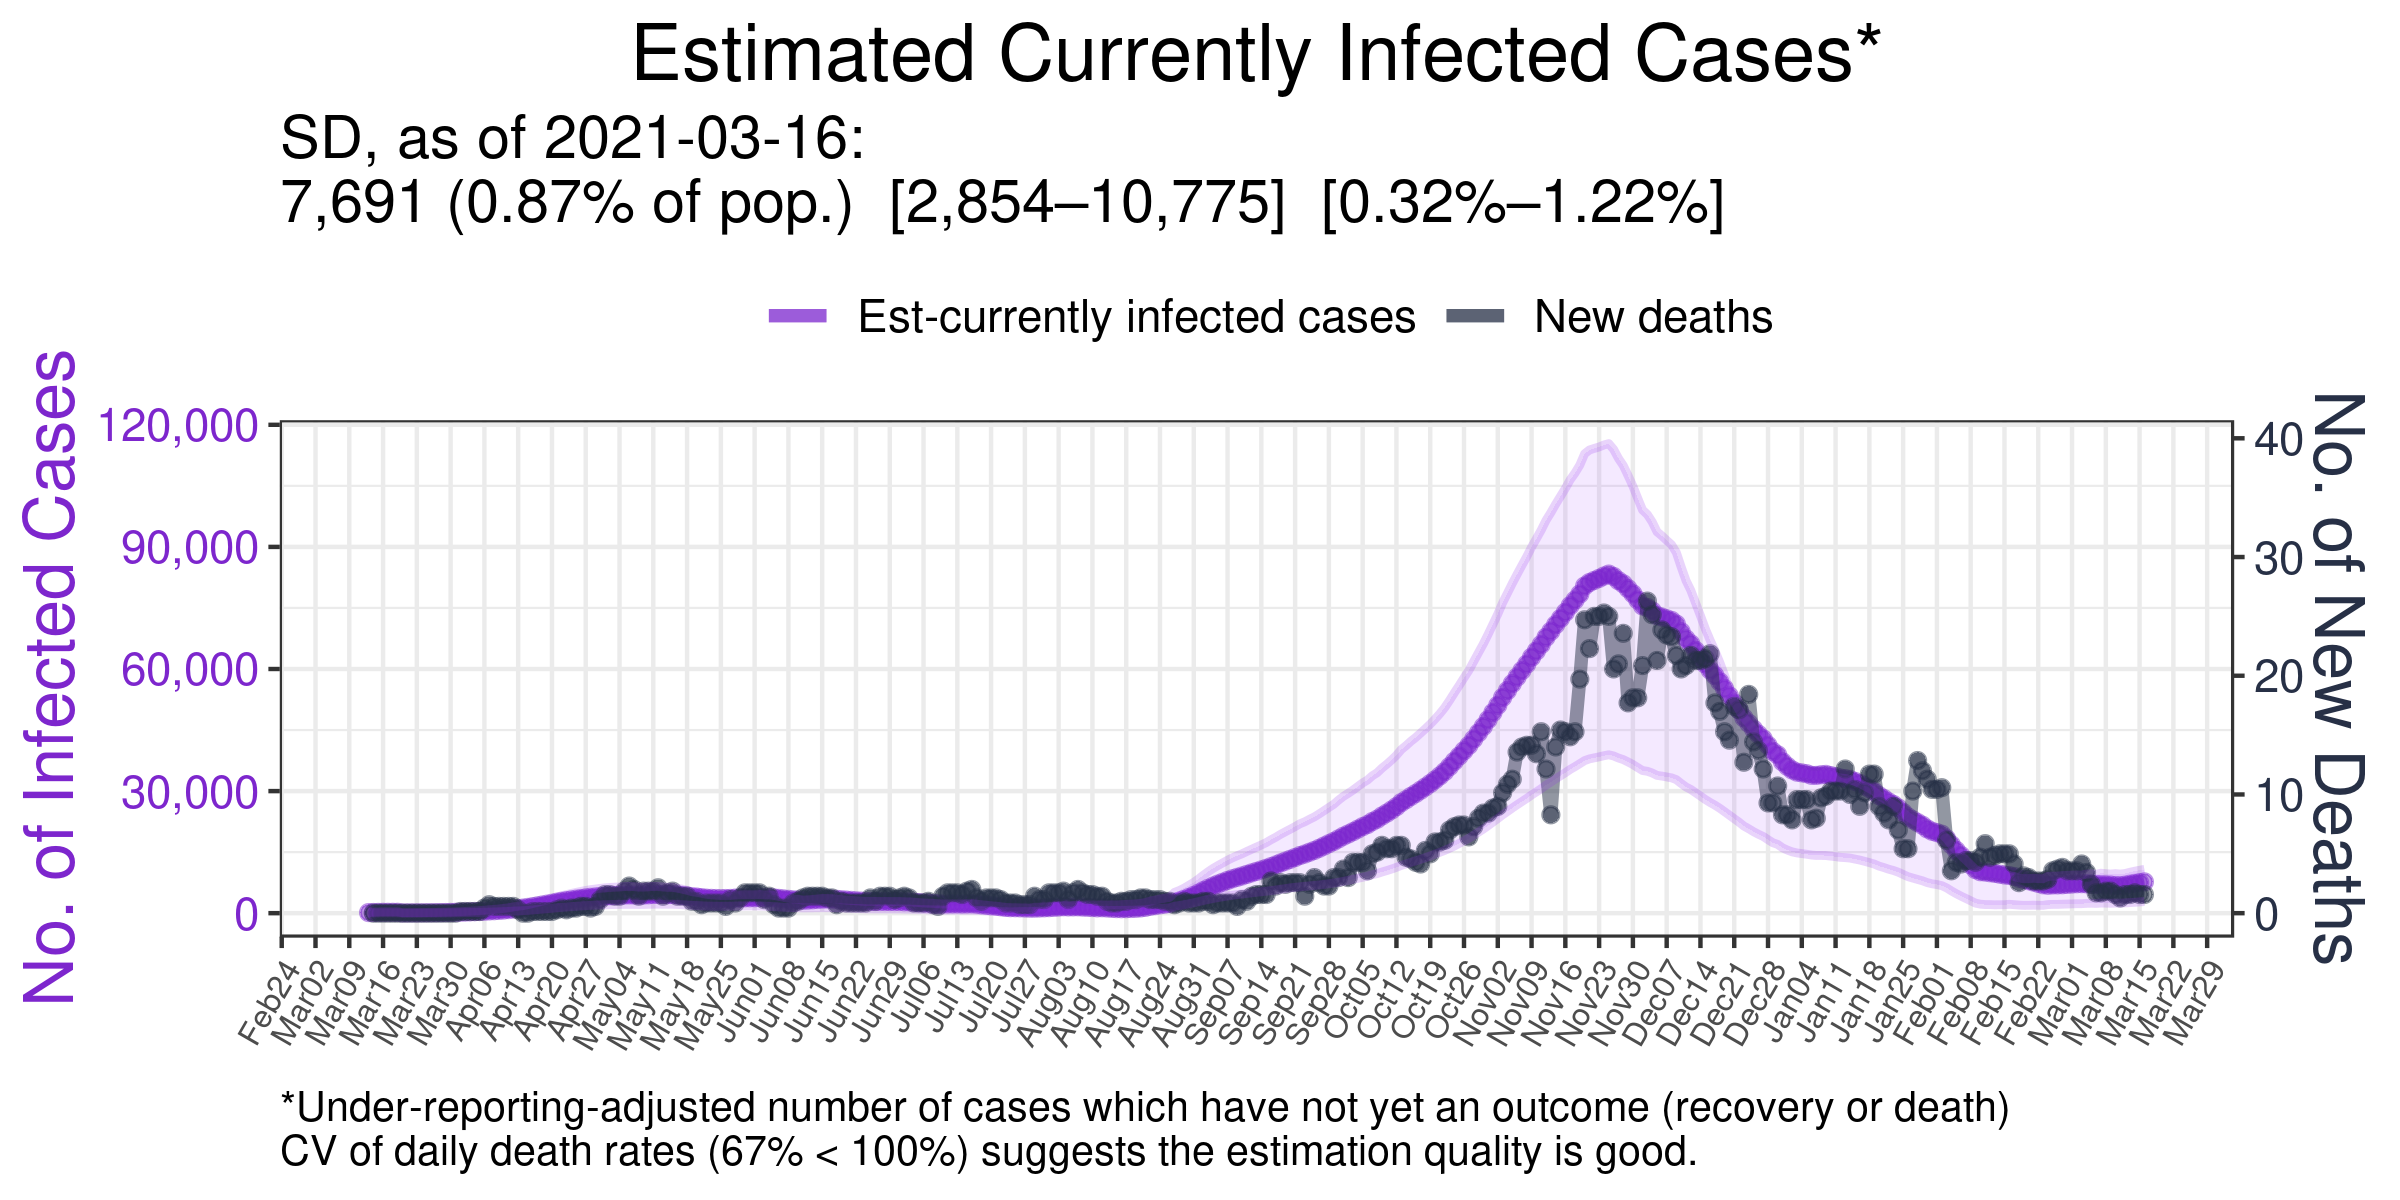 Estimated Currently Infected Cases*
SD, as of 2021-03-16:
7,691 (0.87% of pop.) [2,854–10,775] [0.32%–1.22%]
Est-currently infected cases
New deaths
No. of Infected Cases
120,000
90,000
60,000
30,000
0
40
30
20
10
0
No. of New Deaths
Feb24
Mar02
Mar09
Mar16
Mar23
Mar30
Apr06
Apr13
Apr20
Apr27
May04
May11
May18
May25
Jun01
Jun08
Jun15
Jun22
Jun29
Jul06
Jul13
Jul20
Jul27
Aug03
Aug10
Aug17
Aug24
Aug31
Sep07
Sep14
Sep21
Sep28
Oct05
Oct12
Oct19
Oct26
Nov02
Nov09
Nov16
Nov23
Nov30
Dec07
Dec14
Dec21
Dec28
Jan04
Jan11
Jan18
Jan25
Feb01
Feb08
Feb15
Feb22
Mar01
Mar08
Mar15
Mar22
Mar29
*Under-reporting-adjusted number of cases which have not yet an outcome (recovery or death)
CV of daily death rates (67% < 100%) suggests the estimation quality is good.